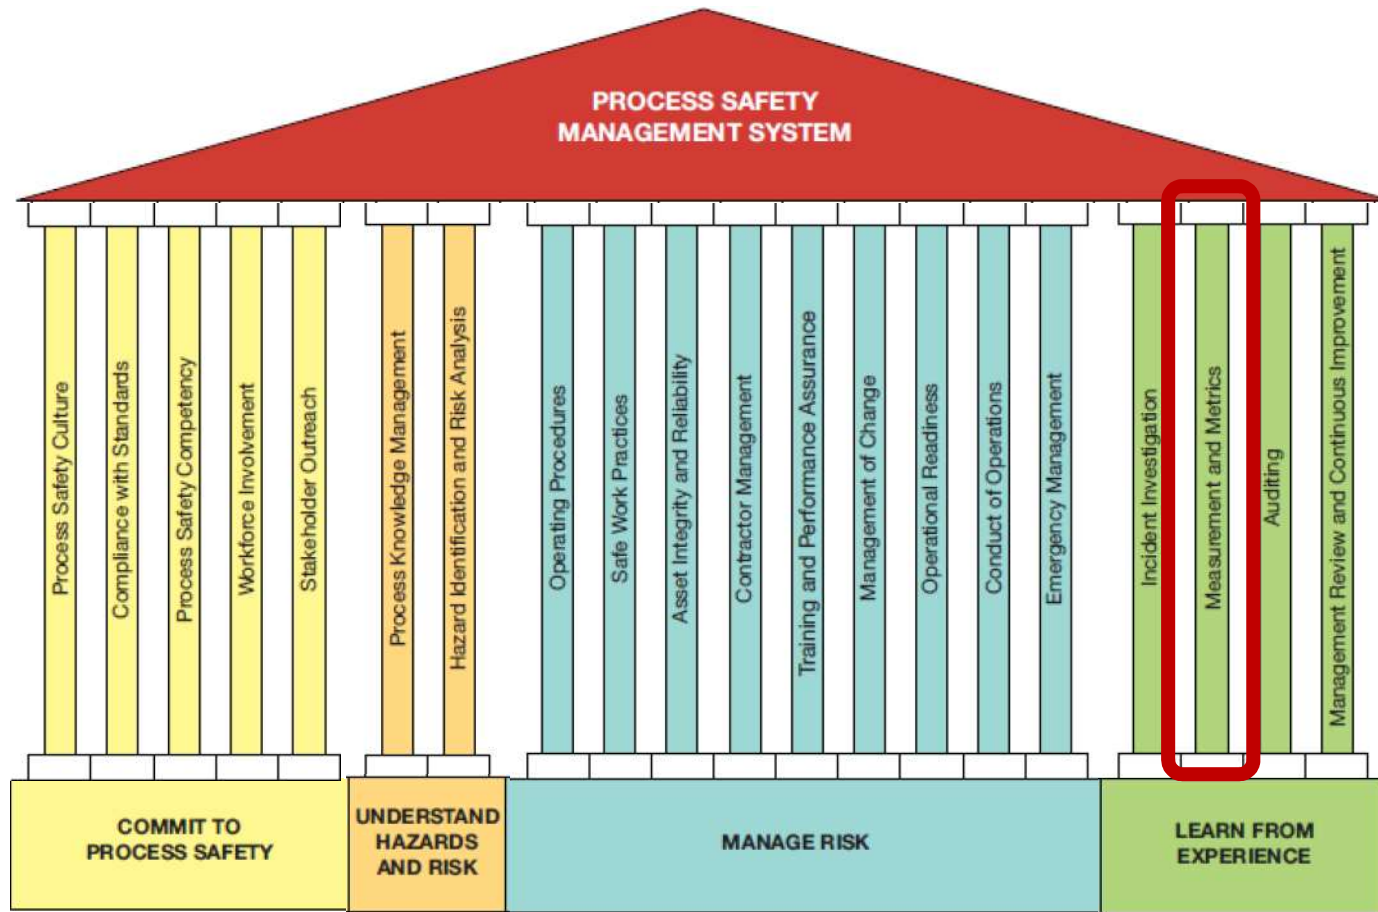 PROCESS SAFETY
MANAGEMENT SYSTEM
Process Safety Culture
Compliance with Standards
Process Safety Competency
Workforce Involvement
Stakeholder Outreach
Process Knowledge Management
Hazard Identification and Risk Analysis
Operating Procedures
Safe Work Practices
Asset Integrity and Reliability
Contractor Management
Training and Performance Assurance
Management of Change
Operational Readiness
Conduct of Operations
Emergency Management
Incident Investigation
Measurement and Metrics
Auditing
Management Review and Continuous Improvement
COMMIT TO
PROCESS SAFETY
UNDERSTAND
HAZARDS
AND RISK
MANAGE RISK
LEARN FROM
EXPERIENCE